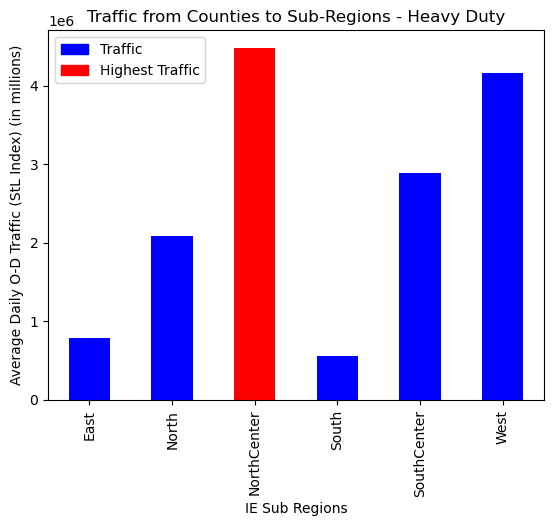 Traffic from Counties to Sub-Regions - Heavy Duty
1e6
Traffic
Highest Traffic
Average Daily O-D Traffic (StL Index) (in millions)
4
3
2
1
0
East
North
NorthCenter
South
SouthCenter
West
IE Sub Regions